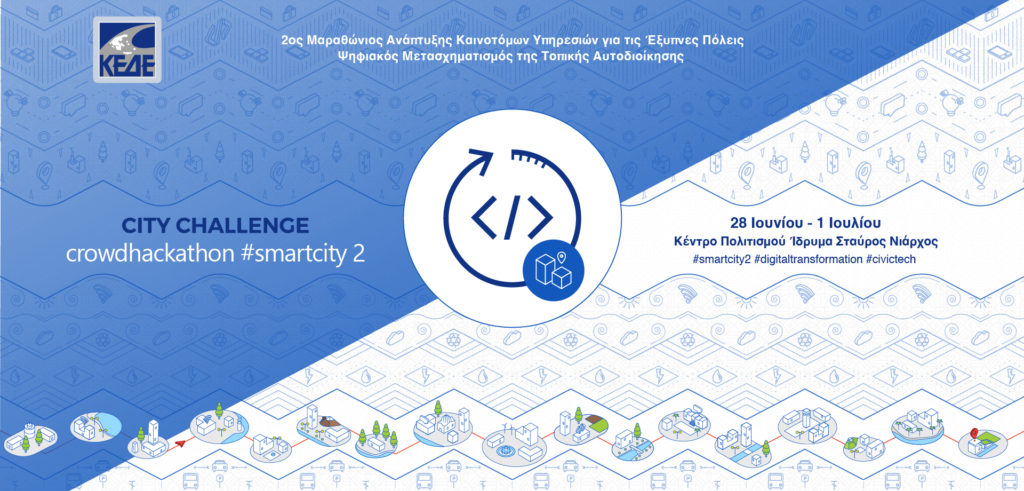 ΚΕΔΕ
2ος Μαραθώνιος Ανάπτυξης Καινοτόμων Υπηρεσιών για τις Έξυπνες Πόλεις
Ψηφιακός Μετασχηματισμός της Τοπικής Αυτοδιοίκησης
</>
CITY CHALLENGE
crowdhackathon #smartcity 2
28 Ιουνίου - 1 Ιουλίου
Κέντρο Πολιτισμού Ίδρυμα Σταύρος Νιάρχος
#smartcity2 #digitaltransformation #civictech